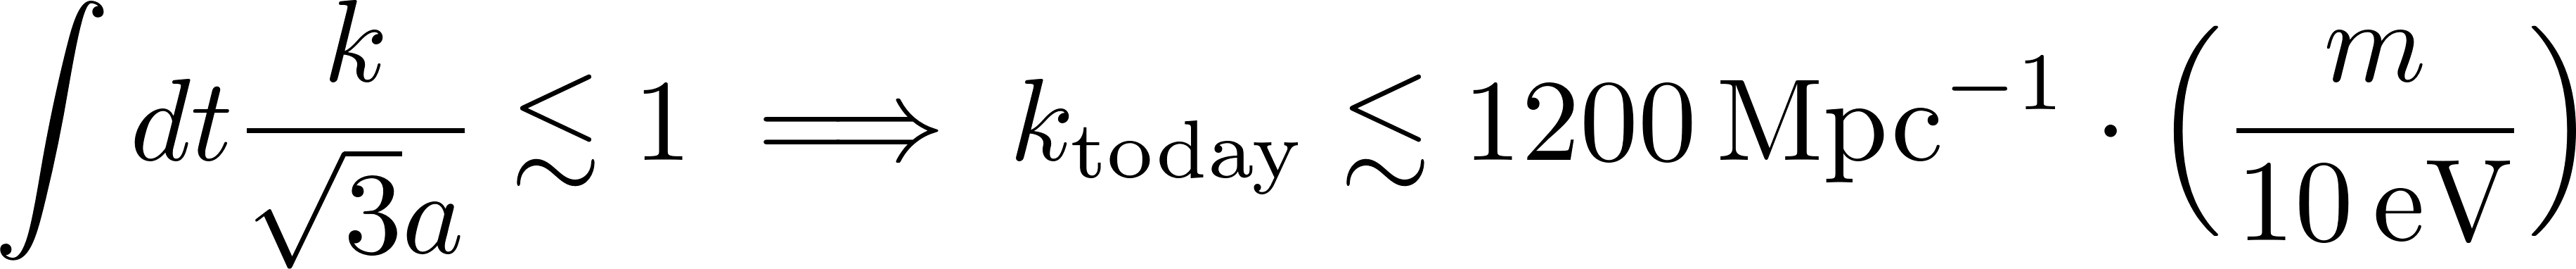 ∫ dt k/(√3a) ≲ 1 ⟹ k_today ≲ 1200 Mpc⁻¹ · (m/(10 eV))